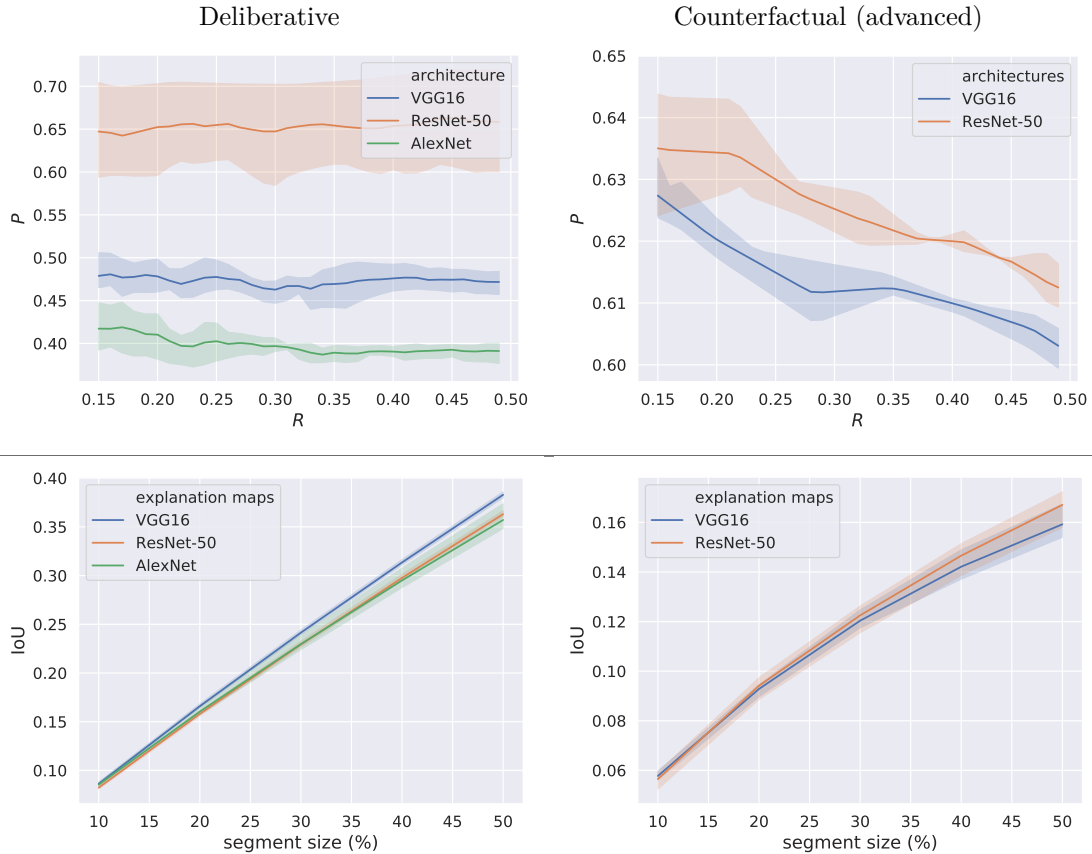 Deliberative
Counterfactual (advanced)
0.70
0.65
0.60
0.55
0.50
0.45
0.40
P
0.15 0.20 0.25 0.30 0.35 0.40 0.45 0.50
R
architecture
VGG16
ResNet-50
AlexNet
0.65
0.64
0.63
0.62
0.61
0.60
P
0.15 0.20 0.25 0.30 0.35 0.40 0.45 0.50
R
architectures
VGG16
ResNet-50
0.40
0.35
0.30
0.25
0.20
0.15
0.10
IoU
10 15 20 25 30 35 40 45 50
segment size (%)
explanation maps
VGG16
ResNet-50
AlexNet
0.16
0.14
0.12
0.10
0.08
0.06
IoU
10 15 20 25 30 35 40 45 50
segment size (%)
explanation maps
VGG16
ResNet-50